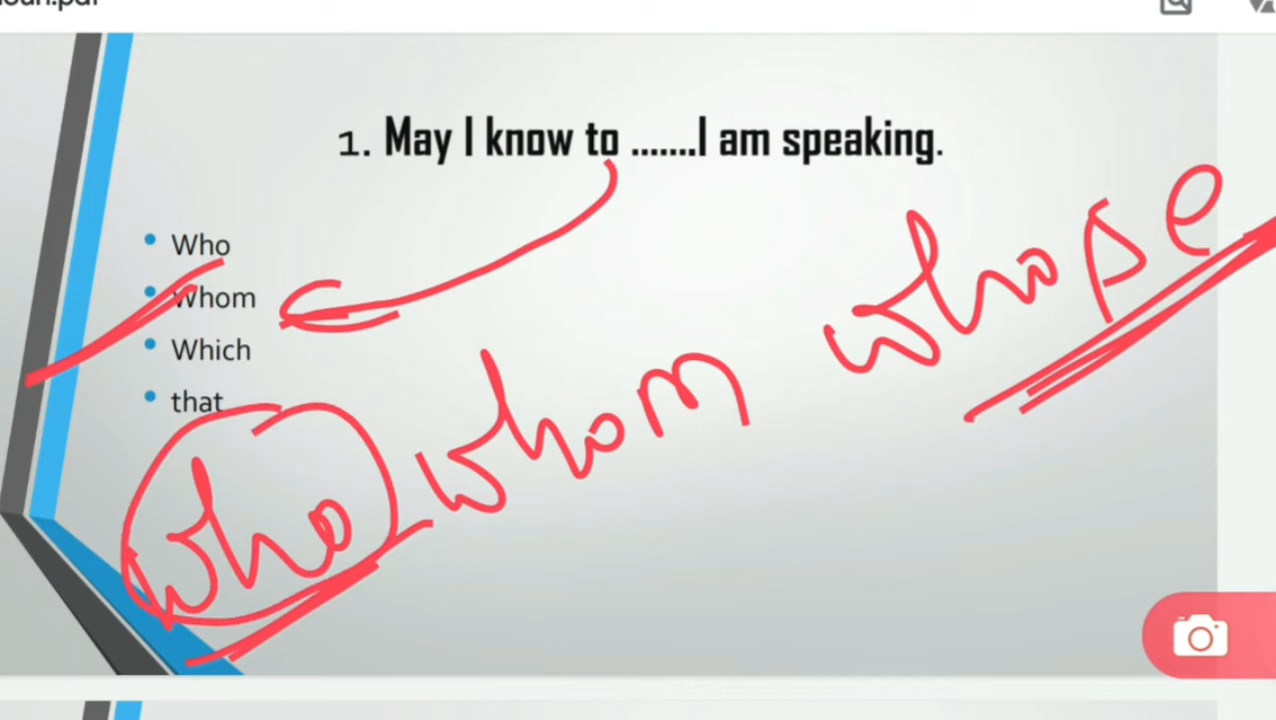 1. May I know to .......I am speaking.
Who
Whom
Which
that
who whom whose